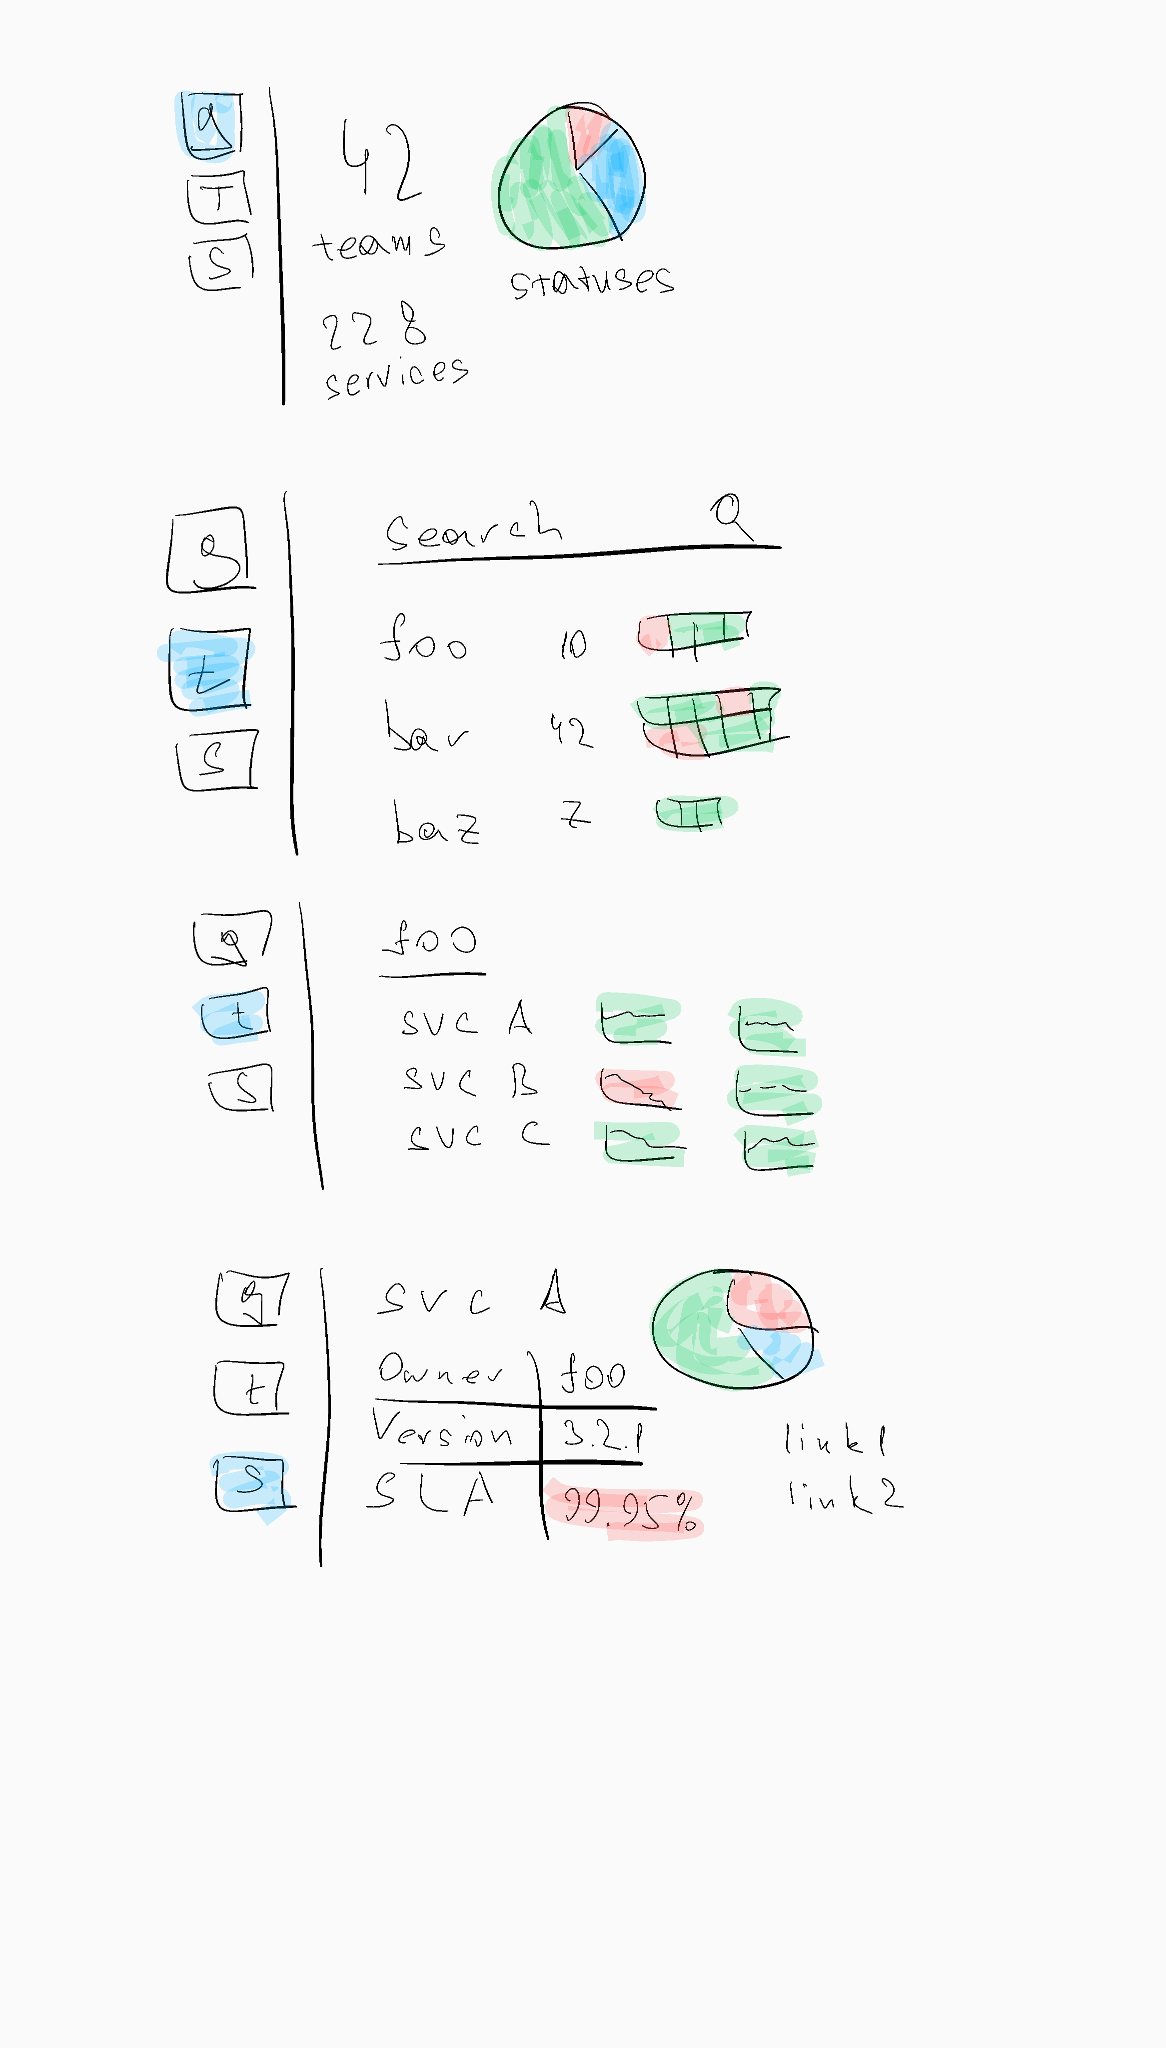 g
T
S
42
teams
228
services
statuses
g
t
S
Search
foo 10
bar 42
baz 7
g
t
S
foo
svc A
svc B
svc C
g
t
S
svc A
Owner foo
Version 3.2.1
SLA 99.95%
link1
link2